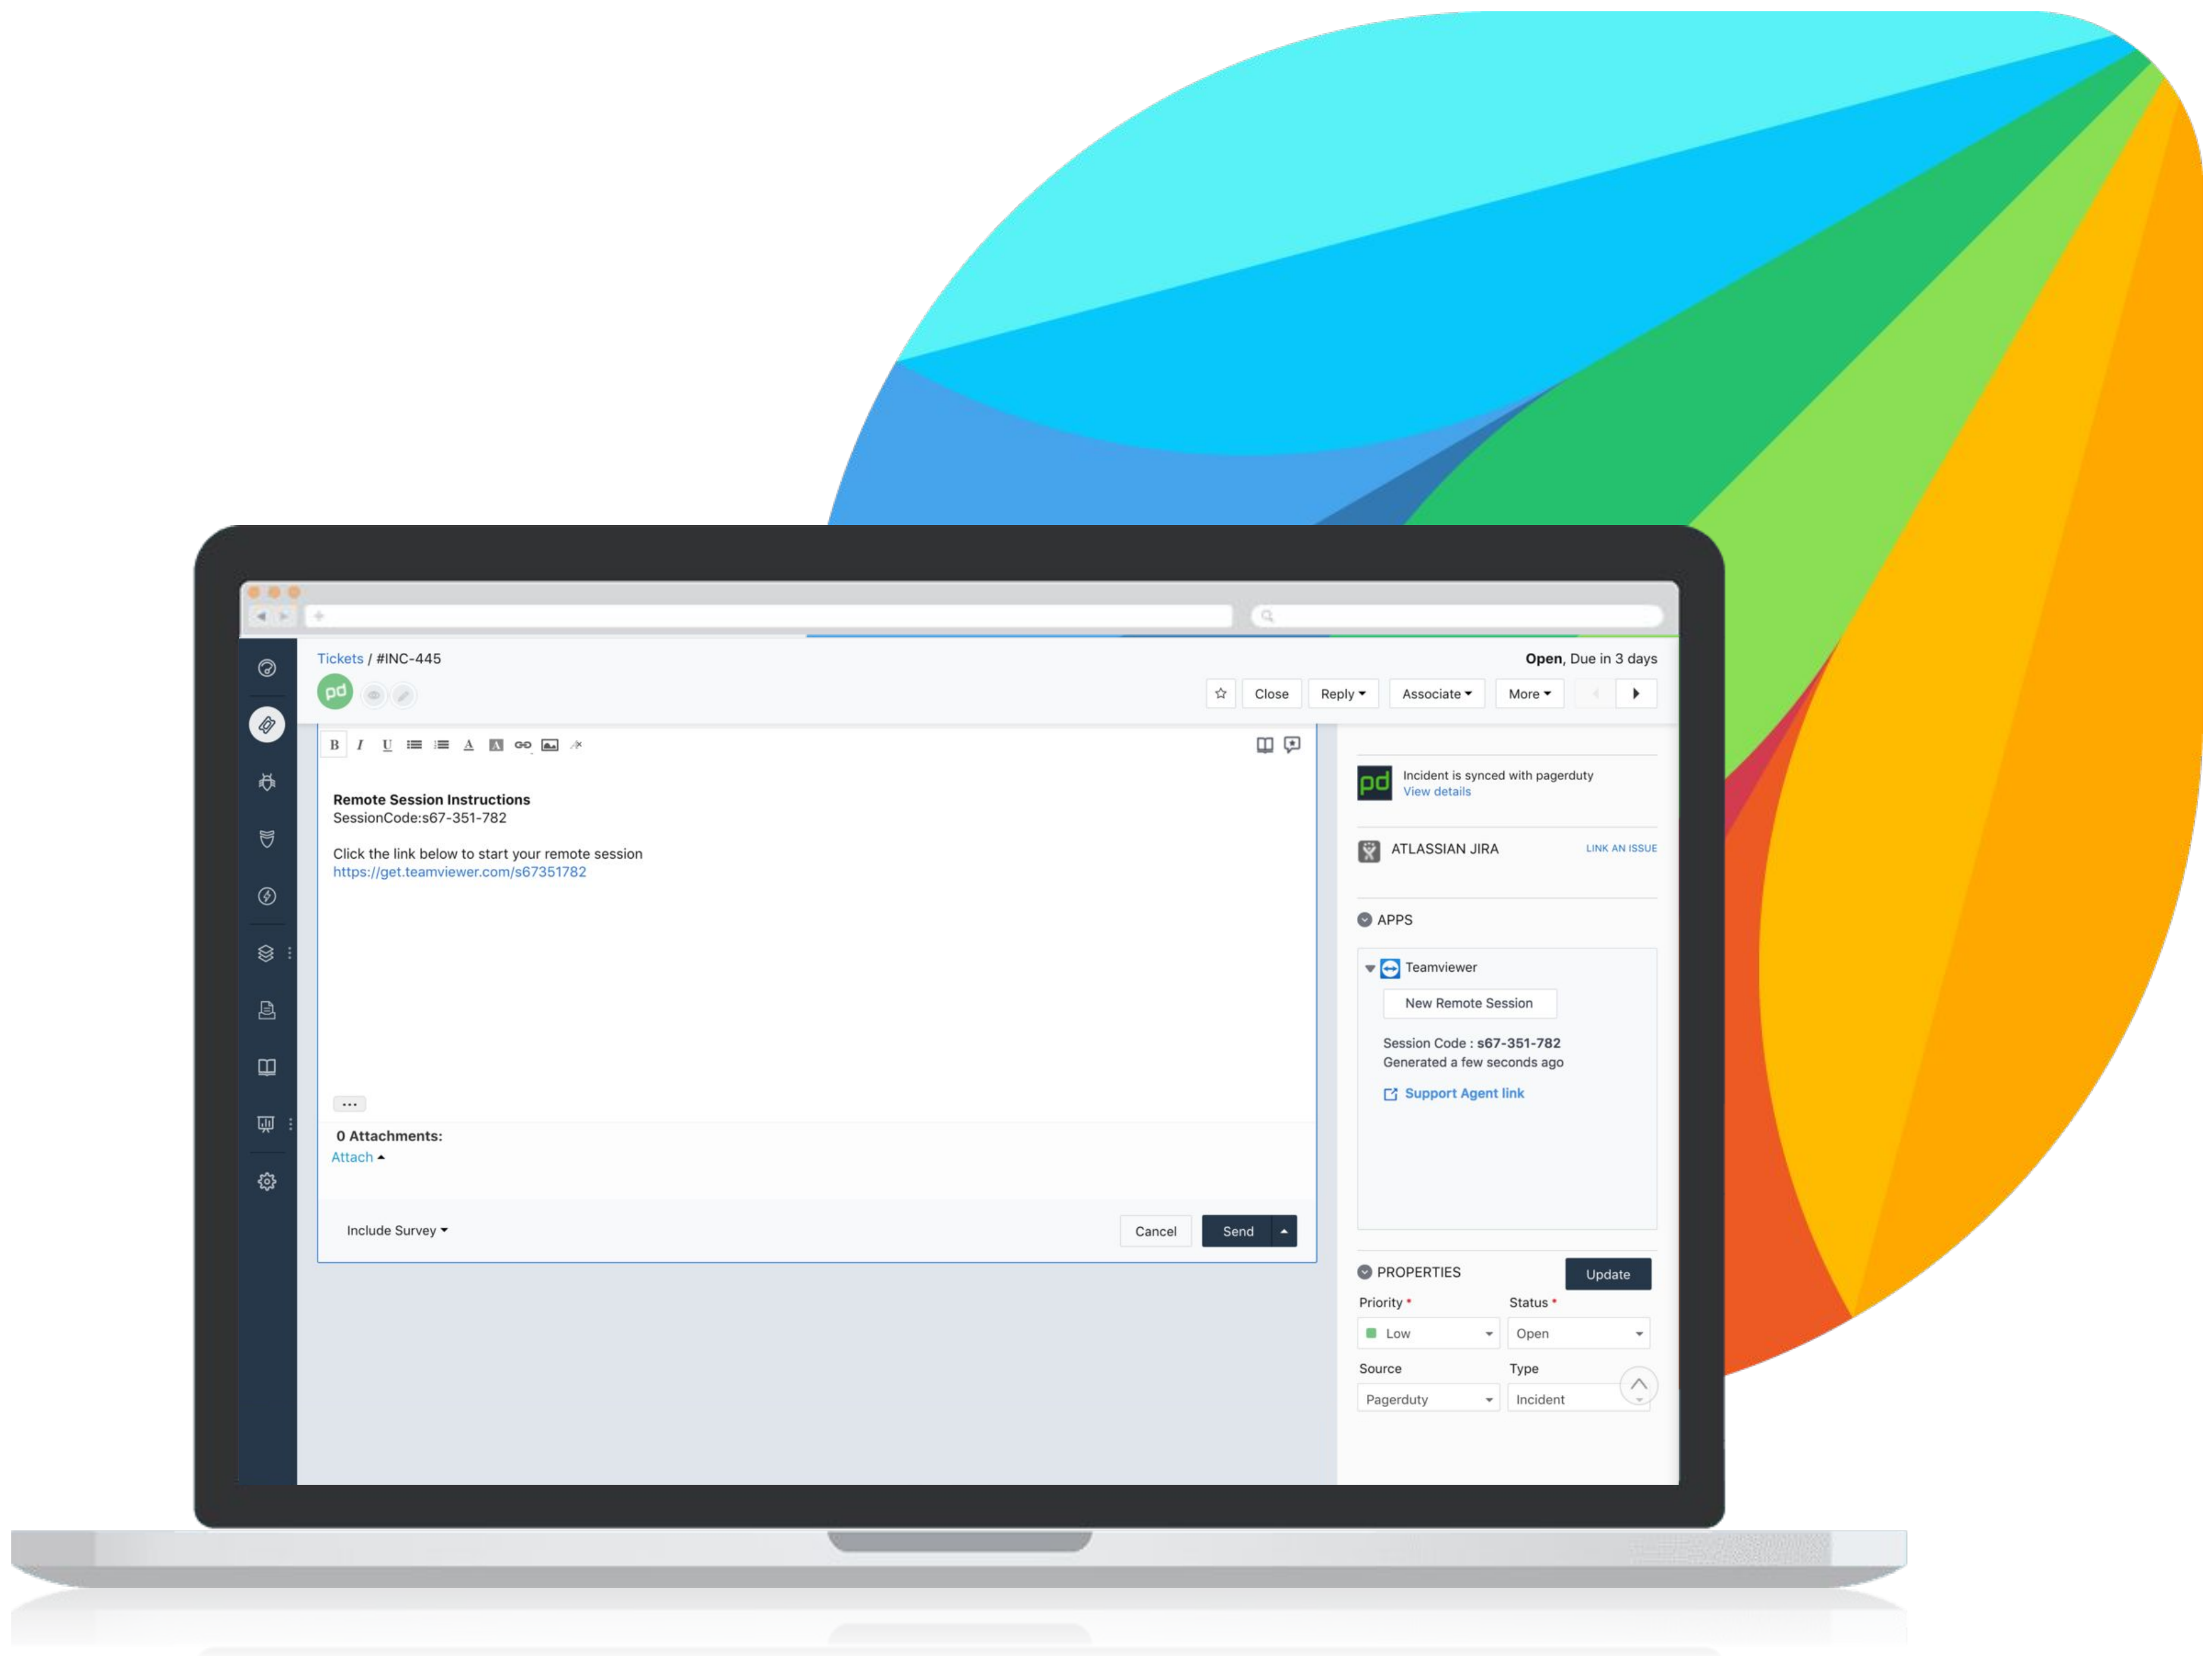 Tickets / #INC-445
Open, Due in 3 days
pd
Close
Reply
Associate
More
B I U A A
Remote Session Instructions
SessionCode:s67-351-782
Click the link below to start your remote session
https://get.teamviewer.com/s67351782
...
0 Attachments:
Attach
Include Survey
Cancel
Send
pd
Incident is synced with pagerduty
View details
ATLASSIAN JIRA
LINK AN ISSUE
APPS
Teamviewer
New Remote Session
Session Code : s67-351-782
Generated a few seconds ago
Support Agent link
PROPERTIES
Update
Priority *
Status *
Low
Open
Source
Type
Pagerduty
Incident